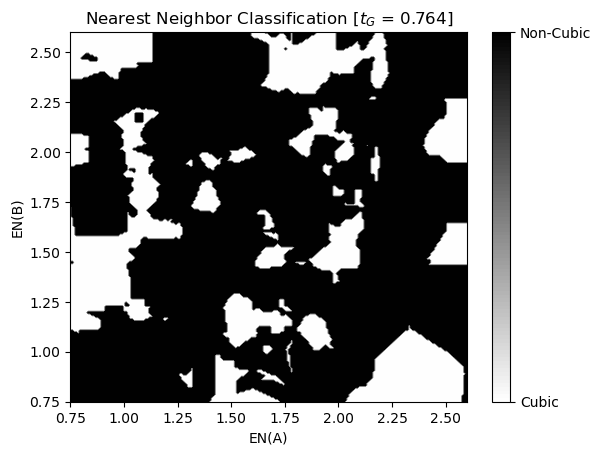 Nearest Neighbor Classification [t_G = 0.764]
Non-Cubic
2.50
2.25
2.00
1.75
1.50
1.25
1.00
0.75
EN(B)
Cubic
0.75 1.00 1.25 1.50 1.75 2.00 2.25 2.50
EN(A)